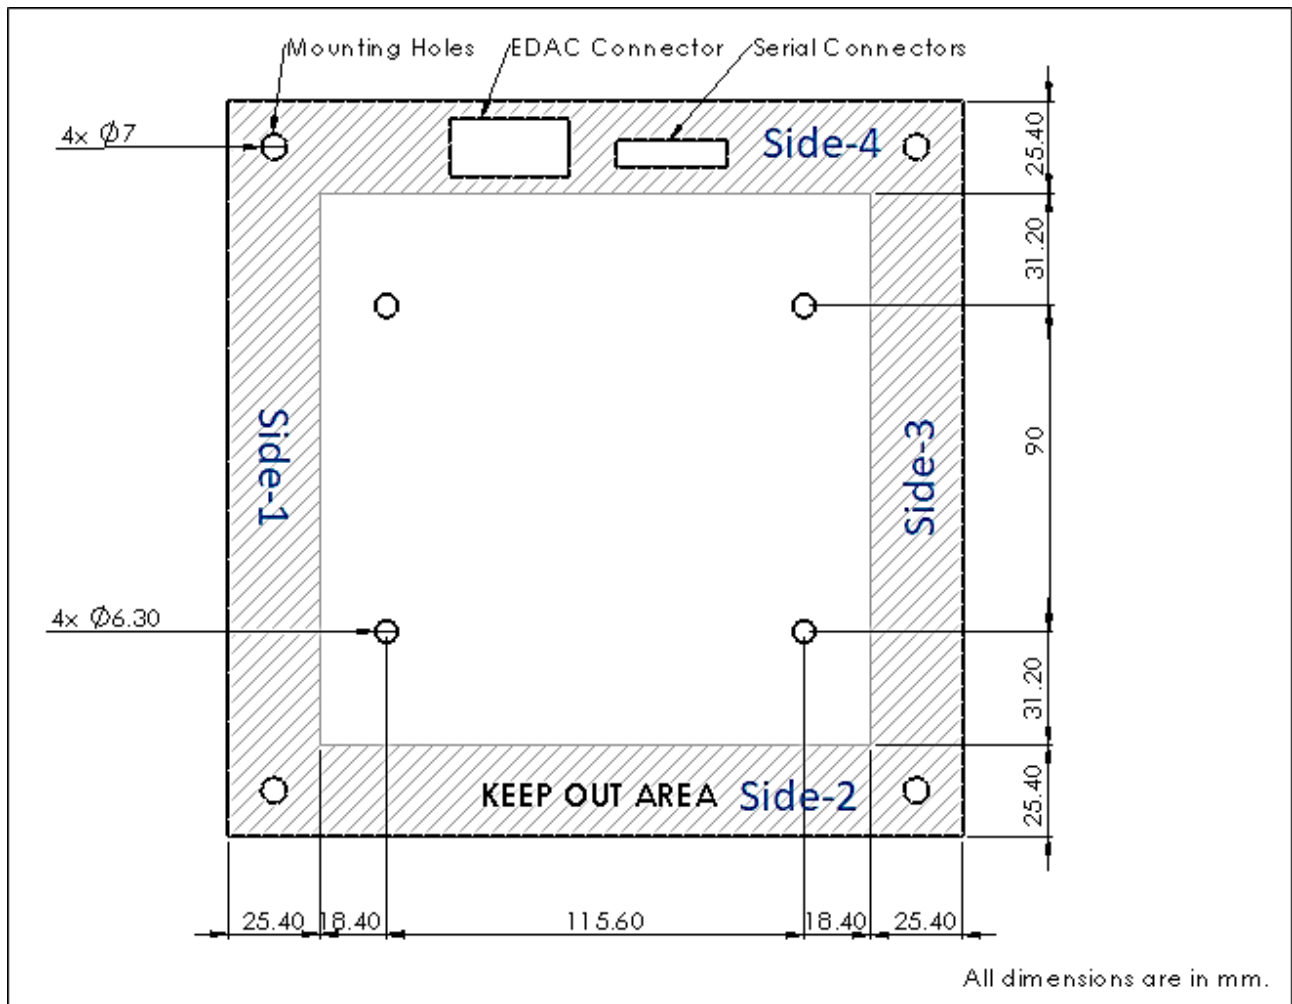 Mounting Holes
EDAC Connector
Serial Connectors
4x Ø7
Side-4
25.40
31.20
Side-1
Side-3
90
4x Ø6.30
31.20
KEEP OUT AREA
Side-2
25.40
25.40
18.40
115.60
18.40
25.40
All dimensions are in mm.